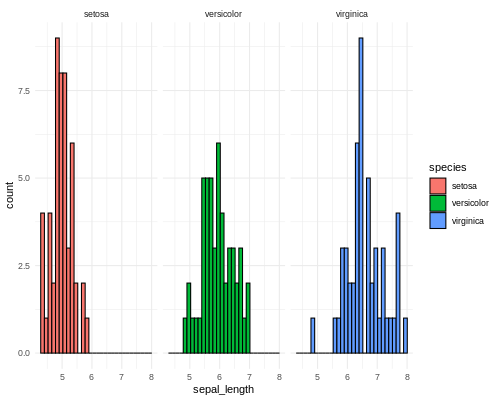 setosa
versicolor
virginica
7.5
5.0
2.5
0.0
count
5 6 7 8
5 6 7 8
5 6 7 8
sepal_length
species
setosa
versicolor
virginica